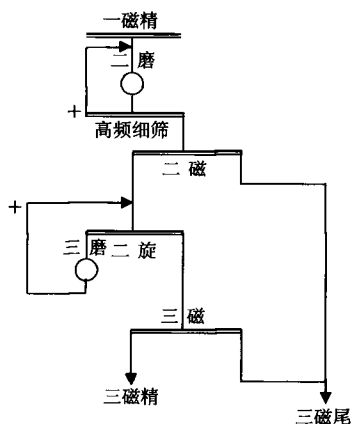 一磁精
二 磨
+
高频细筛
二 磁
+
三 磨 二 旋
三 磁
三磁精
三磁尾